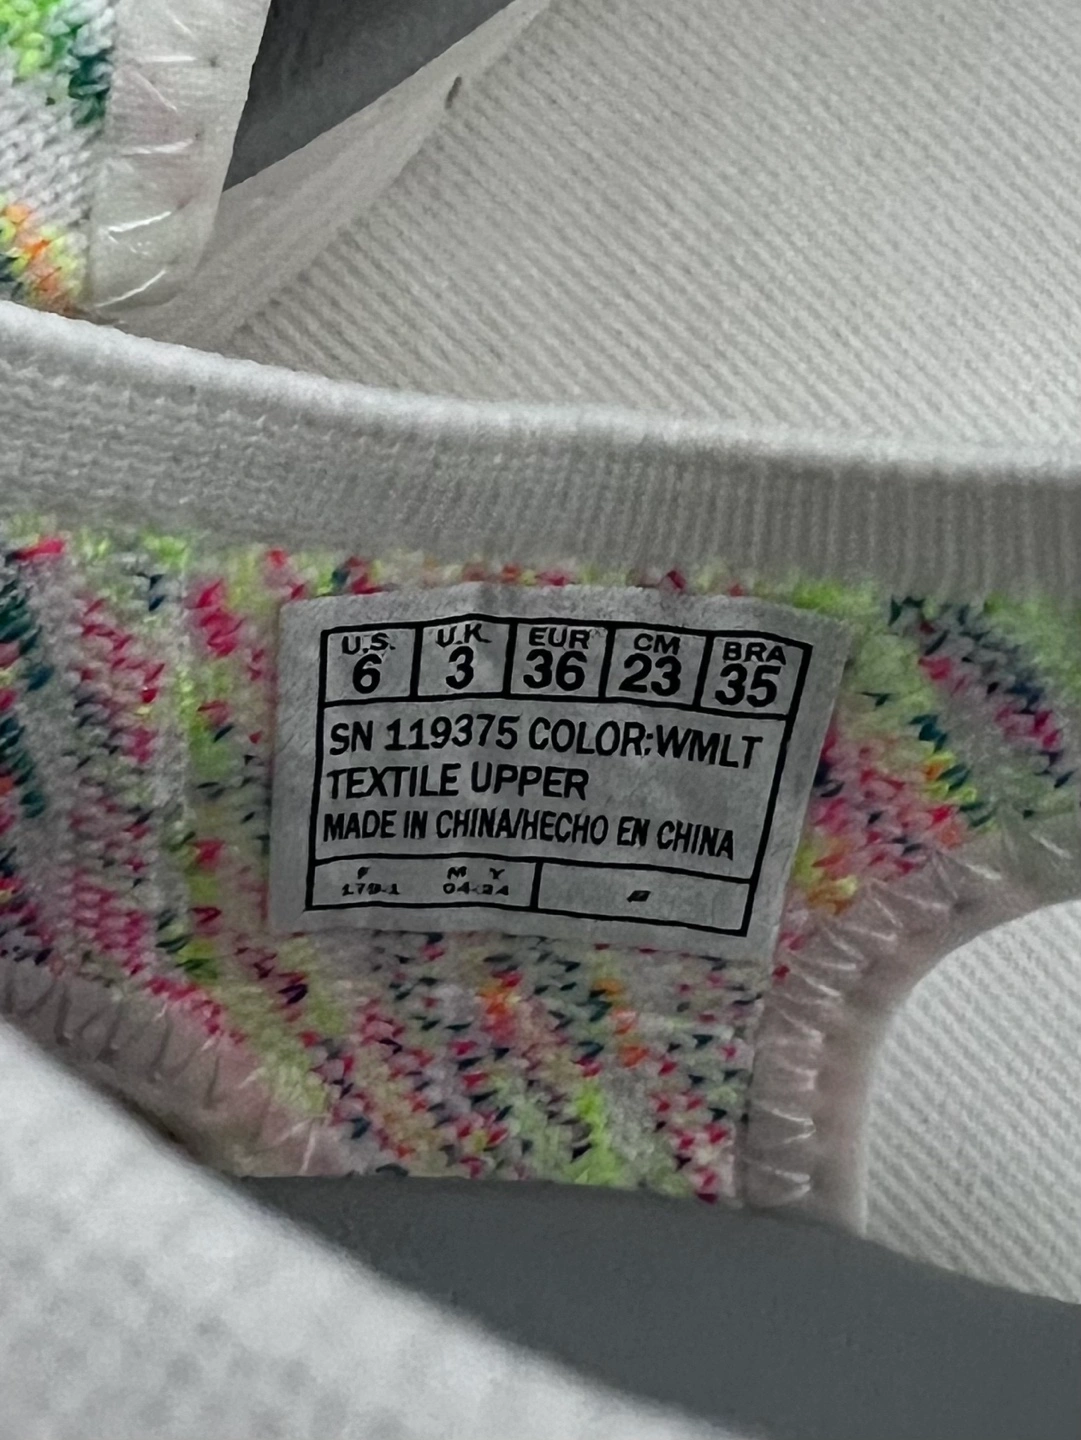 U.S. U.K. EUR CM BRA
6 3 36 23 35
SN 119375 COLOR:WMLT
TEXTILE UPPER
MADE IN CHINA/HECHO EN CHINA
F M Y